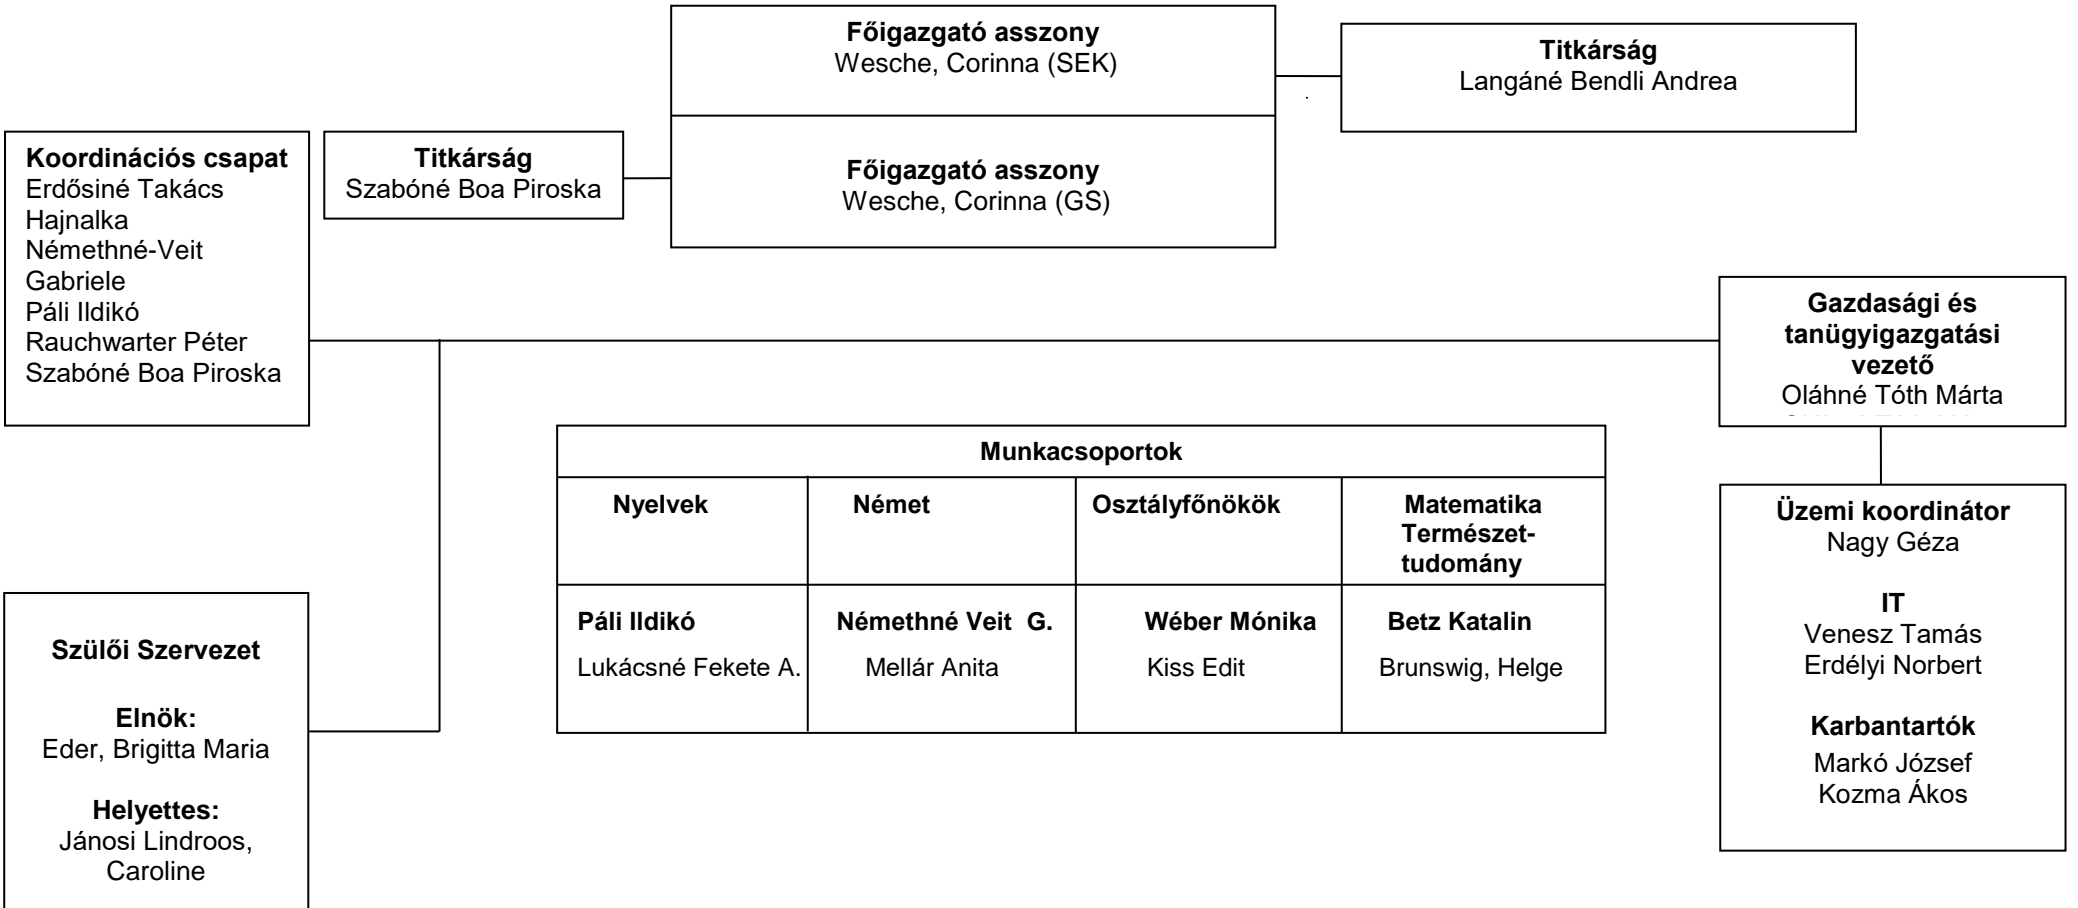 Főigazgató asszony
Wesche, Corinna (SEK)
Titkárság
Langáné Bendli Andrea
Koordinációs csapat
Erdősiné Takács
Hajnalka
Némethné-Veit
Gabriele
Páli Ildikó
Rauchwarter Péter
Szabóné Boa Piroska
Titkárság
Szabóné Boa Piroska
Főigazgató asszony
Wesche, Corinna (GS)
Gazdasági és
tanügyigazgatási
vezető
Oláhné Tóth Márta
Munkacsoportok
Nyelvek
Német
Osztályfőnökök
Matematika
Természet-
tudomány
Páli Ildikó
Lukácsné Fekete A.
Némethné Veit G.
Mellár Anita
Wéber Mónika
Kiss Edit
Betz Katalin
Brunswig, Helge
Üzemi koordinátor
Nagy Géza
IT
Venesz Tamás
Erdélyi Norbert
Karbantartók
Markó József
Kozma Ákos
Szülői Szervezet
Elnök:
Eder, Brigitta Maria
Helyettes:
Jánosi Lindroos,
Caroline